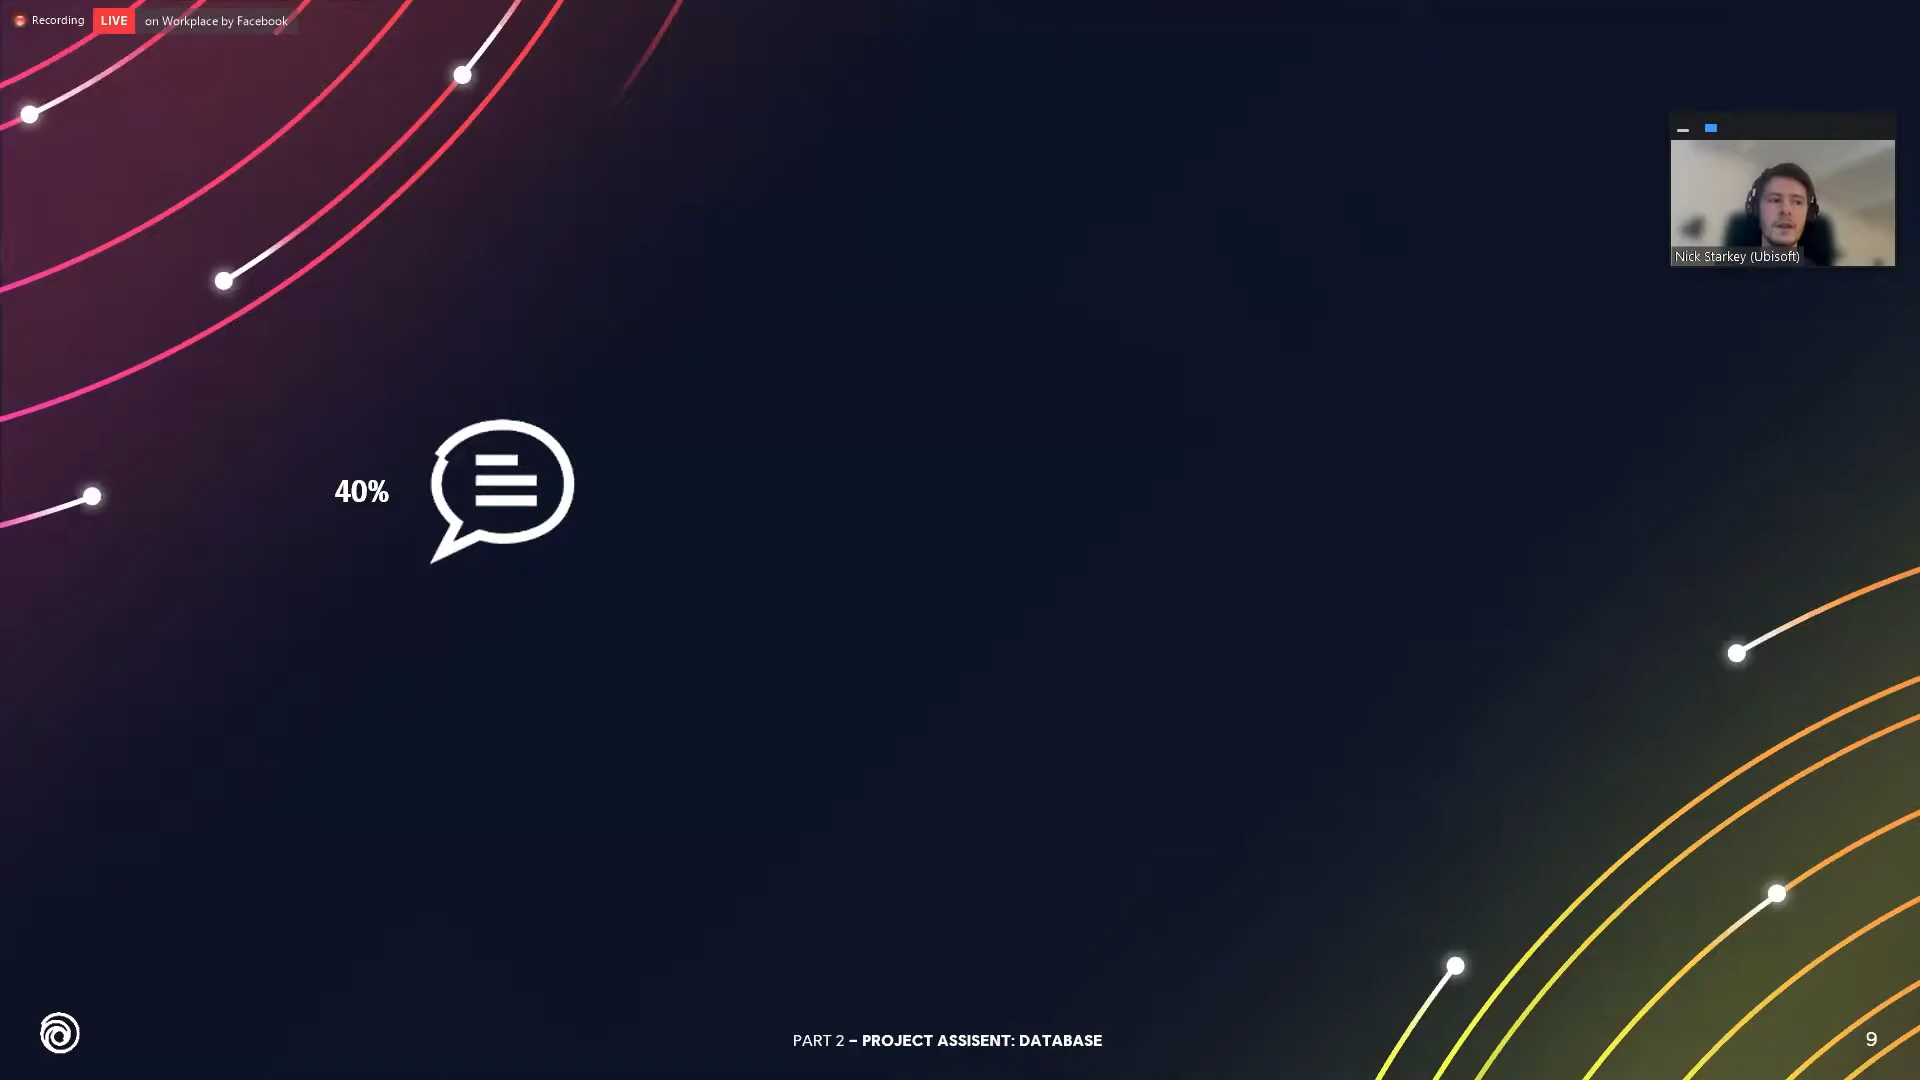 Recording LIVE on Workplace by Facebook
Nick Starkey (Ubisoft)
40%
PART 2 – PROJECT ASSISENT: DATABASE
9